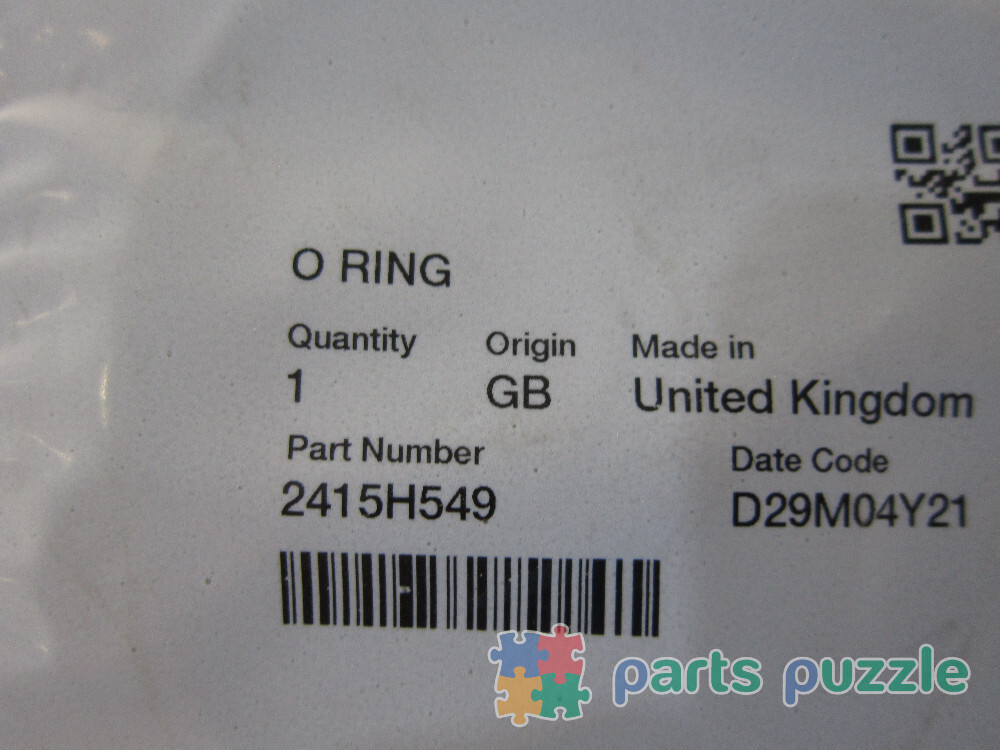 O RING
Quantity Origin Made in
1 GB United Kingdom
Part Number Date Code
2415H549 D29M04Y21
parts puzzle